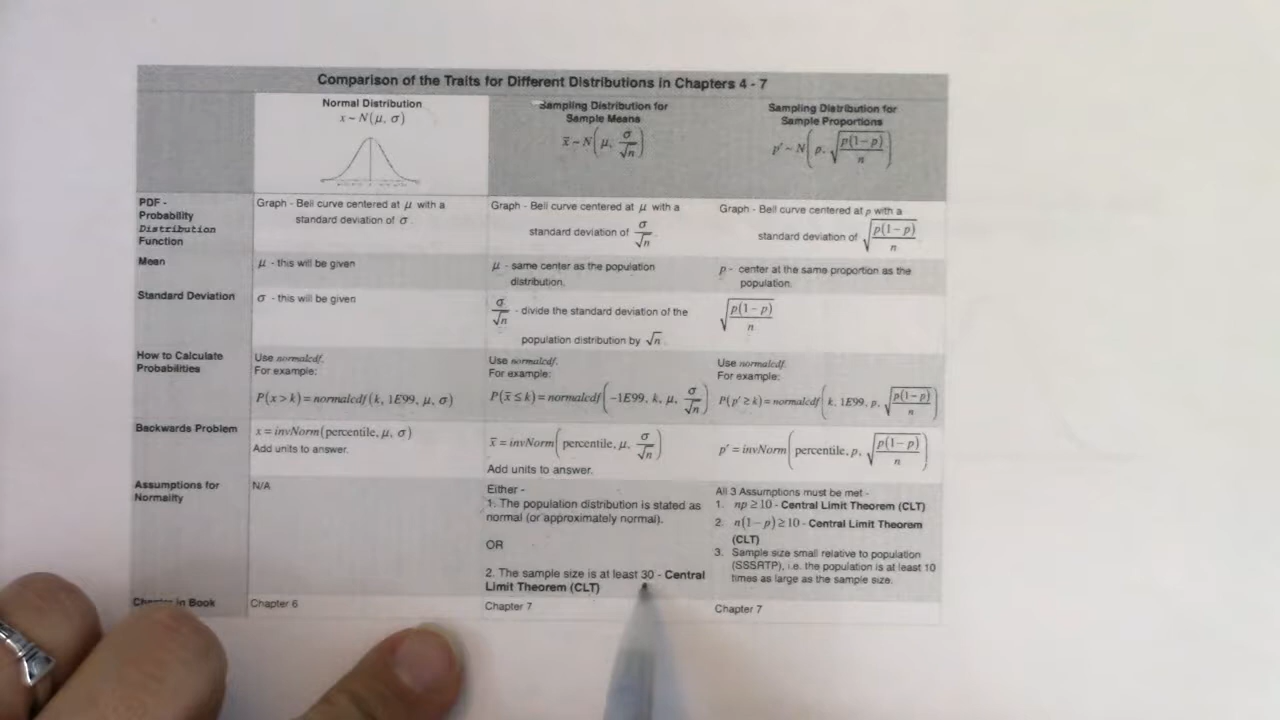 Comparison of the Traits for Different Distributions in Chapters 4 - 7
Normal Distribution
x ~ N(μ, σ)
Sampling Distribution for
Sample Means
x̄ ~ N(μ, σ/√n)
Sampling Distribution for
Sample Proportions
p' ~ N(p, √(p(1−p)/n))
PDF -
Probability
Distribution
Function
Graph - Bell curve centered at μ with a
standard deviation of σ.
Graph - Bell curve centered at μ with a
standard deviation of σ/√n.
Graph - Bell curve centered at p with a
standard deviation of √(p(1−p)/n)
Mean
μ - this will be given
μ - same center as the population
distribution.
p - center at the same proportion as the
population.
Standard Deviation
σ - this will be given
σ/√n - divide the standard deviation of the
population distribution by √n.
√(p(1−p)/n)
How to Calculate
Probabilities
Use normalcdf.
For example:
P(x > k) = normalcdf(k, 1E99, μ, σ)
Use normalcdf.
For example:
P(x̄ ≤ k) = normalcdf(−1E99, k, μ, σ/√n)
Use normalcdf.
For example:
P(p' ≥ k) = normalcdf(k, 1E99, p, √(p(1−p)/n))
Backwards Problem
x = invNorm(percentile, μ, σ)
Add units to answer.
x̄ = invNorm(percentile, μ, σ/√n)
Add units to answer.
p' = invNorm(percentile, p, √(p(1−p)/n))
Assumptions for
Normality
N/A
Either -
1. The population distribution is stated as
normal (or approximately normal).
OR
2. The sample size is at least 30 - Central
Limit Theorem (CLT)
All 3 Assumptions must be met -
1. np ≥ 10 - Central Limit Theorem (CLT)
2. n(1−p) ≥ 10 - Central Limit Theorem
(CLT)
3. Sample size small relative to population
(SSSRTP), i.e. the population is at least 10
times as large as the sample size.
Chapter in Book
Chapter 6
Chapter 7
Chapter 7